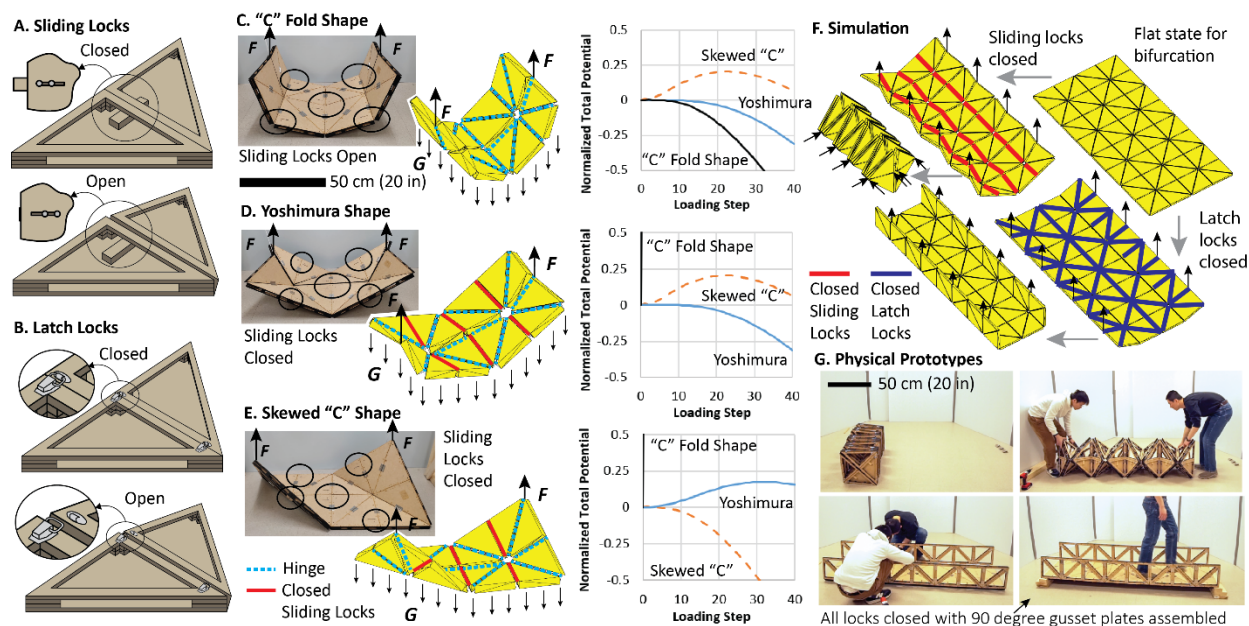 A. Sliding Locks
Closed
Open
B. Latch Locks
Closed
Open
C. “C” Fold Shape
F
F
F
F
G
Sliding Locks Open
50 cm (20 in)
D. Yoshimura Shape
F
F
F
F
F
G
Sliding Locks
Closed
E. Skewed “C” Shape
F
F
F
F
Sliding
Locks
Closed
G
Hinge
Closed
Sliding Locks
Normalized Total Potential
0.5
0.25
0
-0.25
-0.5
Skewed “C”
Yoshimura
“C” Fold Shape
0 10 20 30 40
Loading Step
Normalized Total Potential
0.5
0.25
0
-0.25
-0.5
“C” Fold Shape
Skewed “C”
Yoshimura
0 10 20 30 40
Loading Step
Normalized Total Potential
0.5
0.25
0
-0.25
-0.5
“C” Fold Shape
Yoshimura
Skewed “C”
0 10 20 30 40
Loading Step
F. Simulation
Sliding locks
closed
Flat state for
bifurcation
Latch
locks
closed
Closed
Sliding
Locks
Closed
Latch
Locks
G. Physical Prototypes
50 cm (20 in)
All locks closed with 90 degree gusset plates assembled